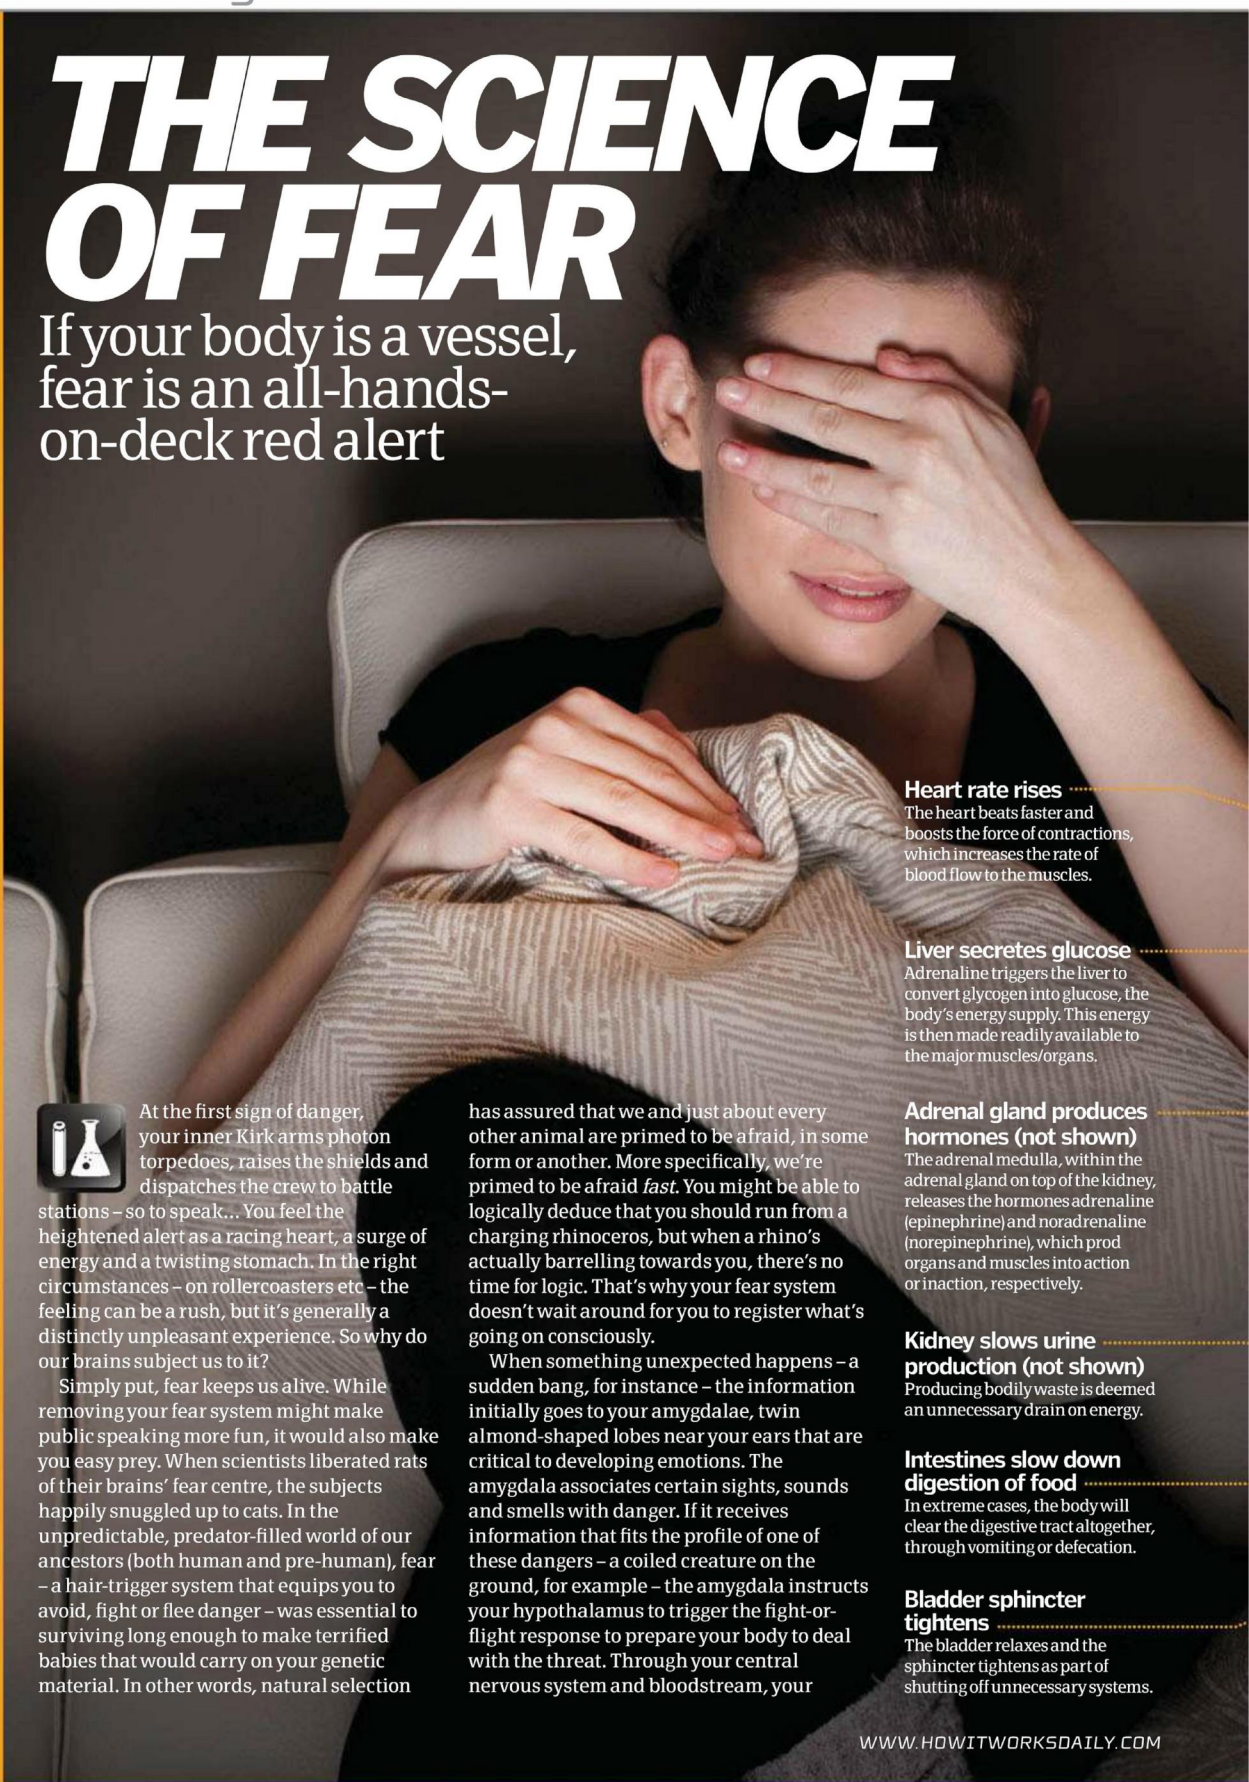 THE SCIENCE
OF FEAR
If your body is a vessel,
fear is an all-hands-
on-deck red alert
At the first sign of danger,
your inner Kirk arms photon
torpedoes, raises the shields and
dispatches the crew to battle
stations – so to speak... You feel the
heightened alert as a racing heart, a surge of
energy and a twisting stomach. In the right
circumstances – on rollercoasters etc – the
feeling can be a rush, but it's generally a
distinctly unpleasant experience. So why do
our brains subject us to it?
Simply put, fear keeps us alive. While
removing your fear system might make
public speaking more fun, it would also make
you easy prey. When scientists liberated rats
of their brains' fear centre, the subjects
happily snuggled up to cats. In the
unpredictable, predator-filled world of our
ancestors (both human and pre-human), fear
– a hair-trigger system that equips you to
avoid, fight or flee danger – was essential to
surviving long enough to make terrified
babies that would carry on your genetic
material. In other words, natural selection
has assured that we and just about every
other animal are primed to be afraid, in some
form or another. More specifically, we're
primed to be afraid fast. You might be able to
logically deduce that you should run from a
charging rhinoceros, but when a rhino's
actually barrelling towards you, there's no
time for logic. That's why your fear system
doesn't wait around for you to register what's
going on consciously.
When something unexpected happens – a
sudden bang, for instance – the information
initially goes to your amygdalae, twin
almond-shaped lobes near your ears that are
critical to developing emotions. The
amygdala associates certain sights, sounds
and smells with danger. If it receives
information that fits the profile of one of
these dangers – a coiled creature on the
ground, for example – the amygdala instructs
your hypothalamus to trigger the fight-or-
flight response to prepare your body to deal
with the threat. Through your central
nervous system and bloodstream, your
Heart rate rises
The heart beats faster and
boosts the force of contractions,
which increases the rate of
blood flow to the muscles.
Liver secretes glucose
Adrenaline triggers the liver to
convert glycogen into glucose, the
body's energy supply. This energy
is then made readily available to
the major muscles/organs.
Adrenal gland produces
hormones (not shown)
The adrenal medulla, within the
adrenal gland on top of the kidney,
releases the hormones adrenaline
(epinephrine) and noradrenaline
(norepinephrine), which prod
organs and muscles into action
or inaction, respectively.
Kidney slows urine
production (not shown)
Producing bodily waste is deemed
an unnecessary drain on energy.
Intestines slow down
digestion of food
In extreme cases, the body will
clear the digestive tract altogether,
through vomiting or defecation.
Bladder sphincter
tightens
The bladder relaxes and the
sphincter tightens as part of
shutting off unnecessary systems.
WWW.HOWITWORKSDAILY.COM